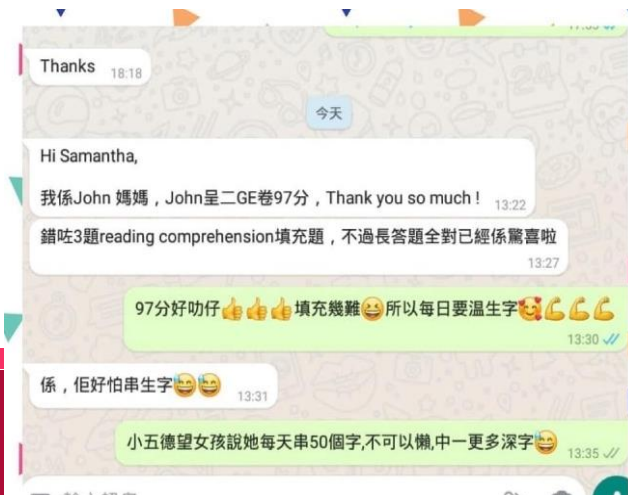 Thanks 18:18
今天
Hi Samantha,
我係John 媽媽，John呈二GE卷97分，Thank you so much ! 13:22
錯咗3題reading comprehension填充題，不過長答題全對已經係驚喜啦
13:27
97分好叻仔👍👍👍填充幾難😆所以每日要温生字🥰💪💪💪
13:30
係，佢好怕串生字😅😅 13:31
小五德望女孩說她每天串50個字,不可以懶,中一更多深字😅 13:35